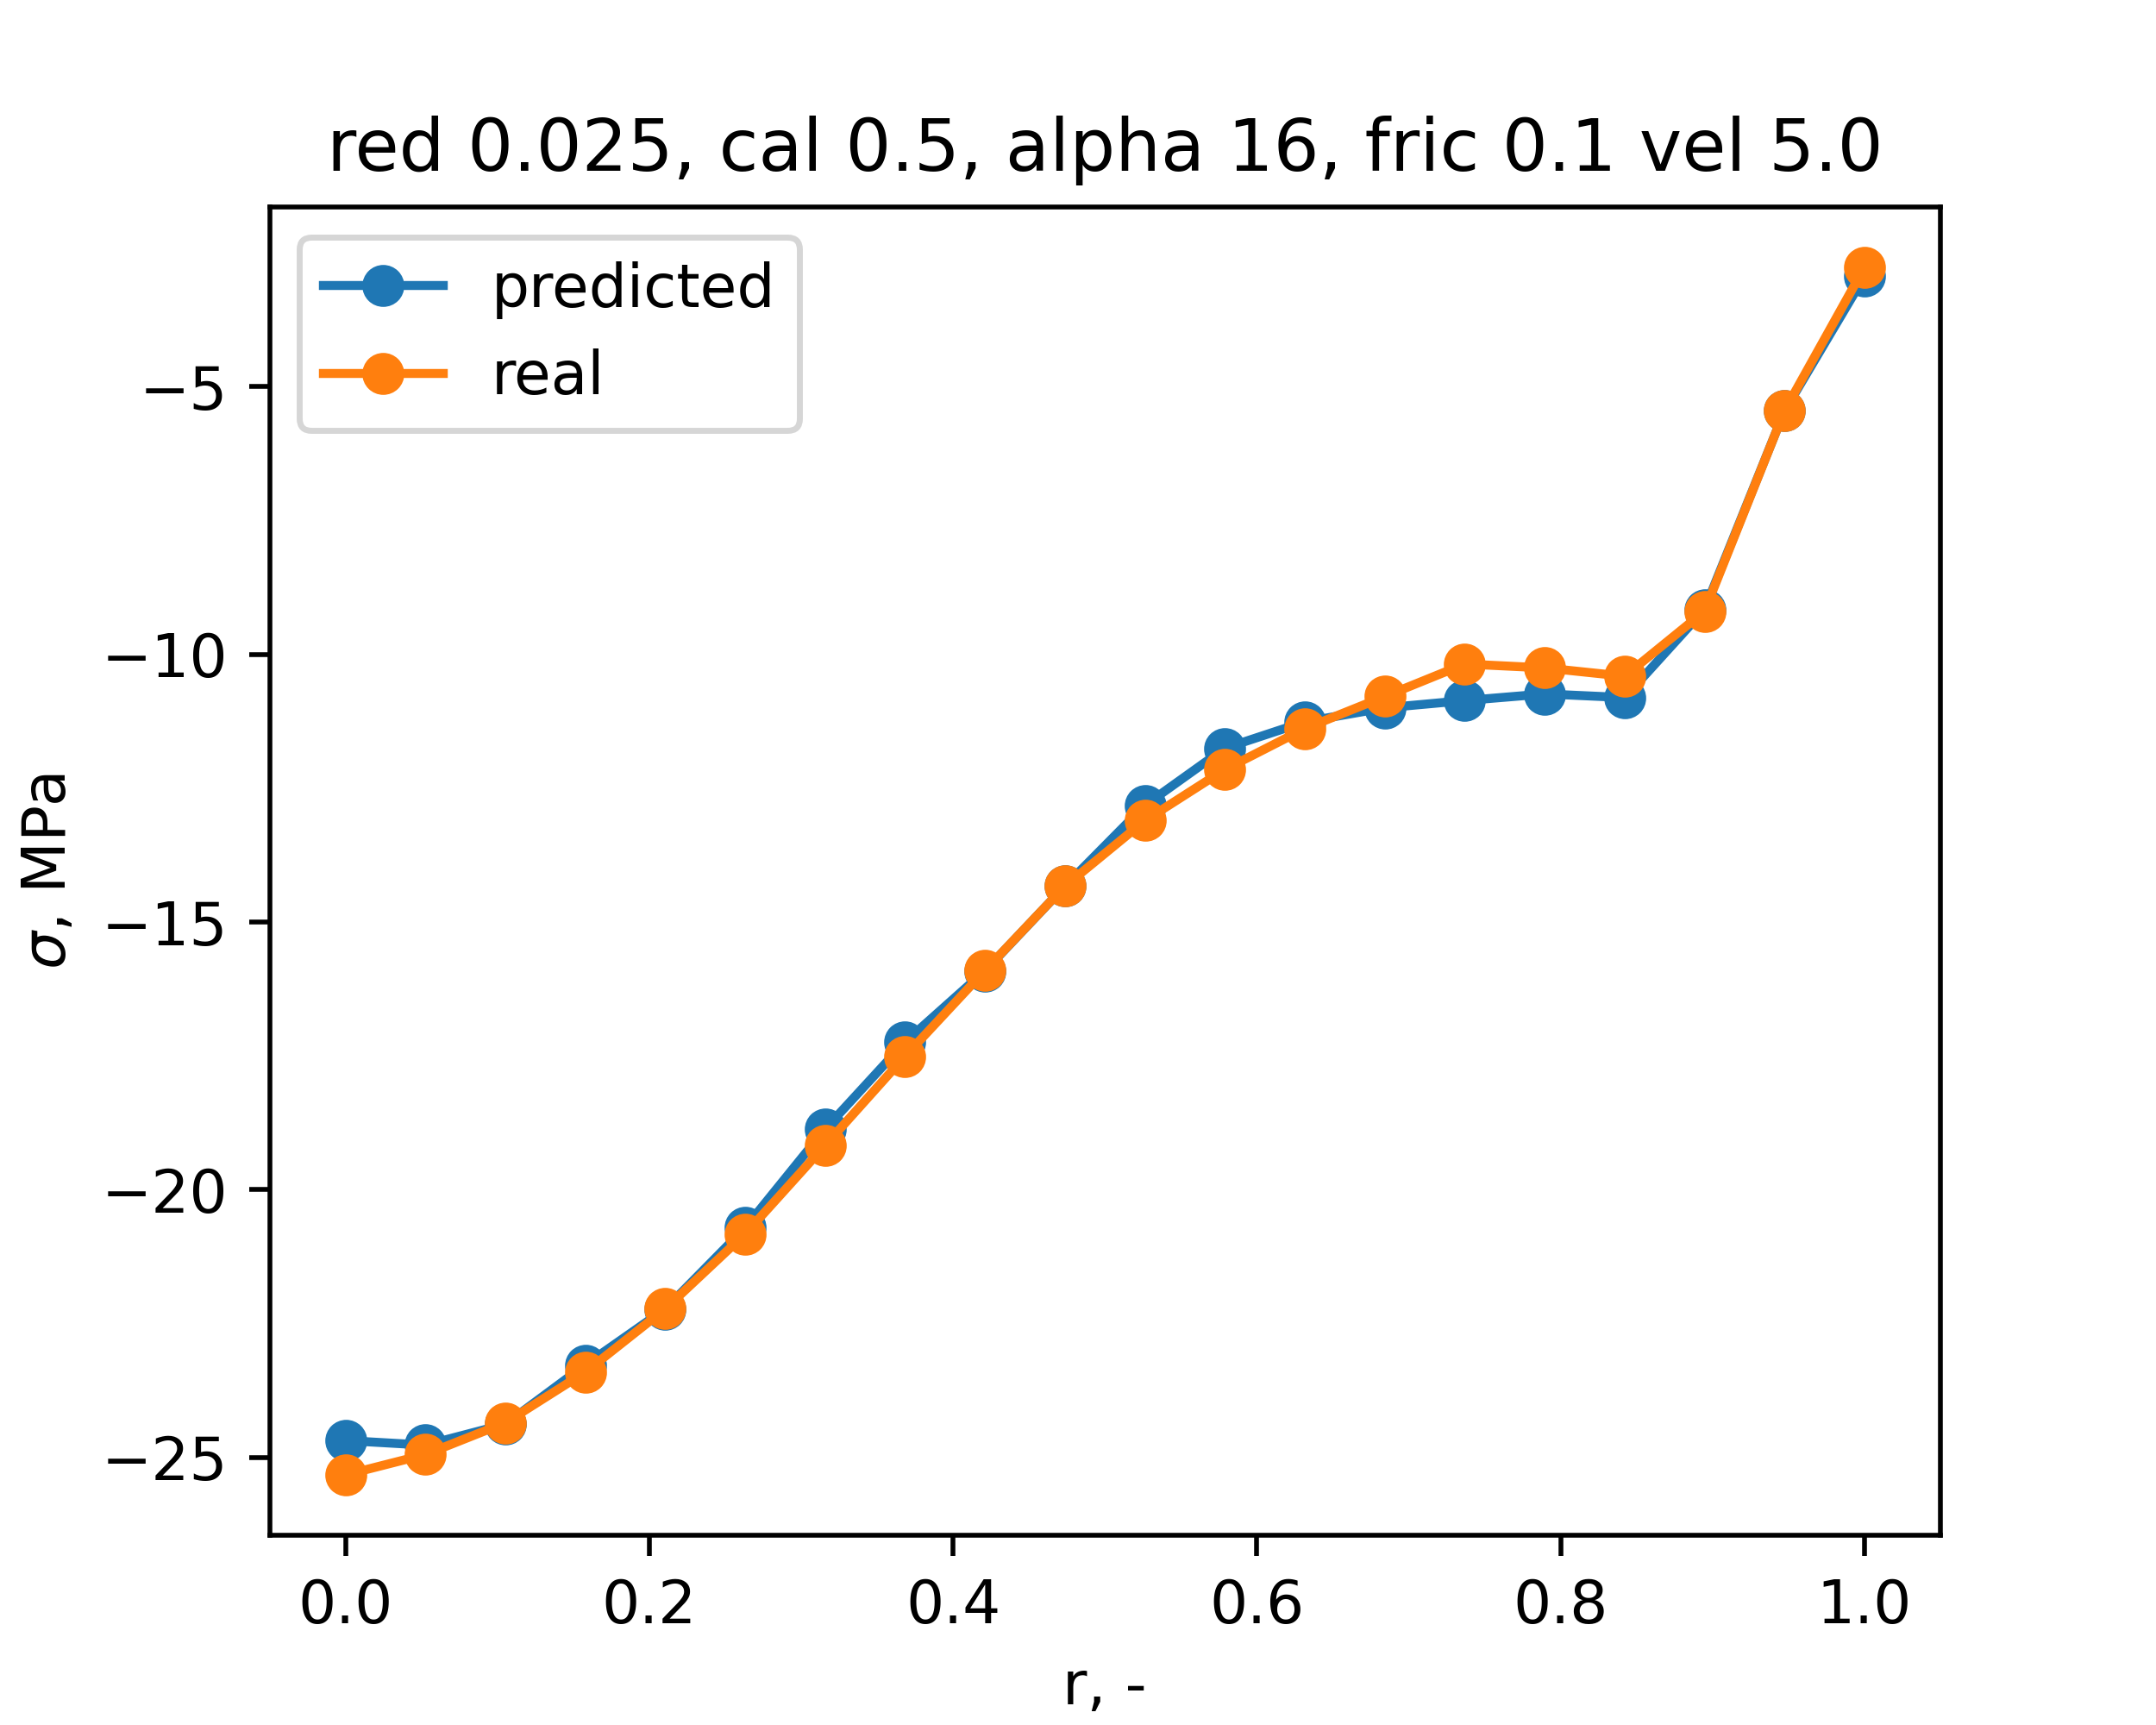 red 0.025, cal 0.5, alpha 16, fric 0.1 vel 5.0
predicted
real
σ, MPa
−5
−10
−15
−20
−25
0.0 0.2 0.4 0.6 0.8 1.0
r, -